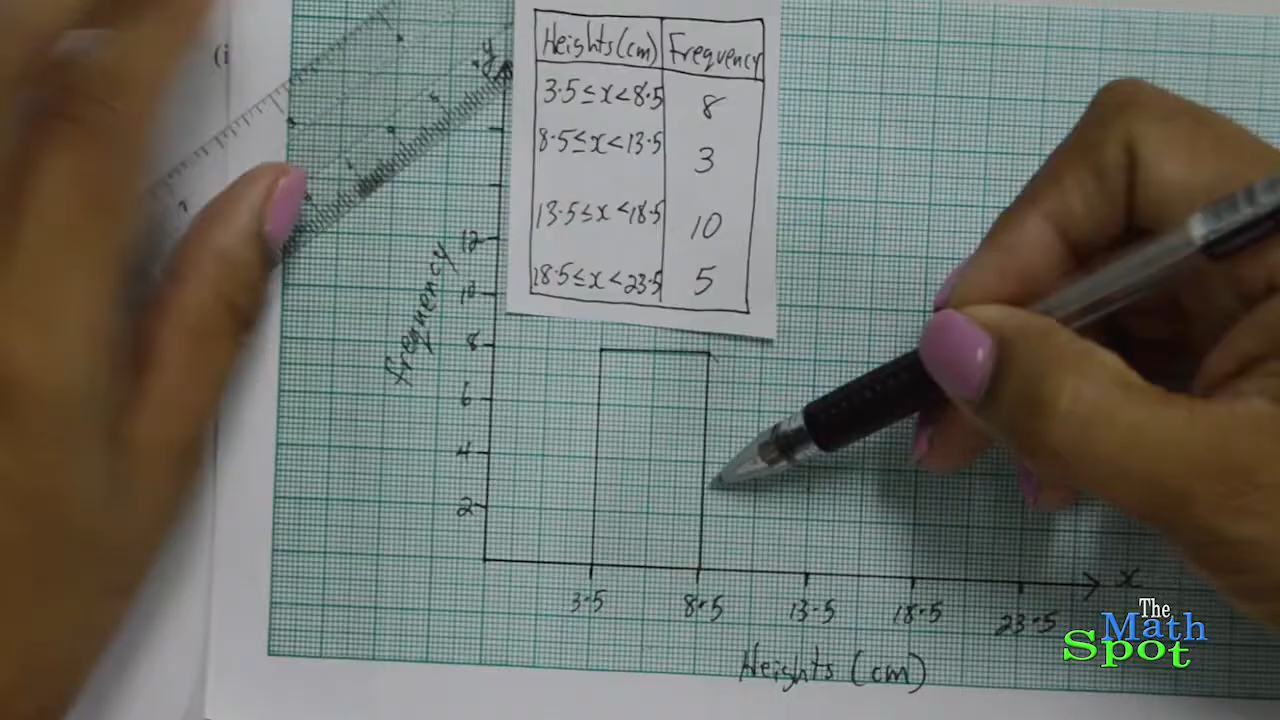 (i
y
Heights(cm) Frequency
3.5≤x<8.5 8
8.5≤x<13.5 3
13.5≤x<18.5 10
18.5≤x<23.5 5
frequency
12
10
8
6
4
2
3.5 8.5 13.5 18.5 23.5
x
Heights (cm)
The
Math
Spot